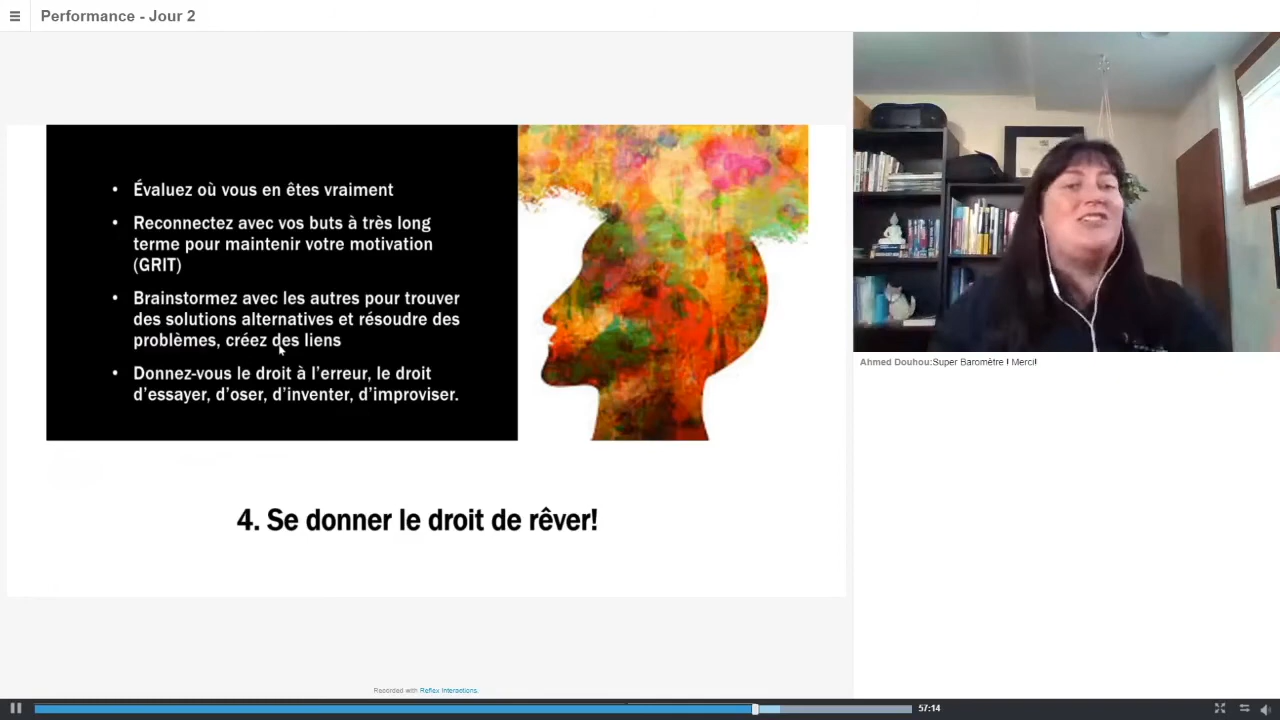 Performance - Jour 2
• Évaluez où vous en êtes vraiment
• Reconnectez avec vos buts à très long
terme pour maintenir votre motivation
(GRIT)
• Brainstormez avec les autres pour trouver
des solutions alternatives et résoudre des
problèmes, créez des liens
• Donnez-vous le droit à l’erreur, le droit
d’essayer, d’oser, d’inventer, d’improviser.
4. Se donner le droit de rêver!
Ahmed Douhou:Super Baromètre ! Merci!
Recorded with Reflex Interactions.
57:14